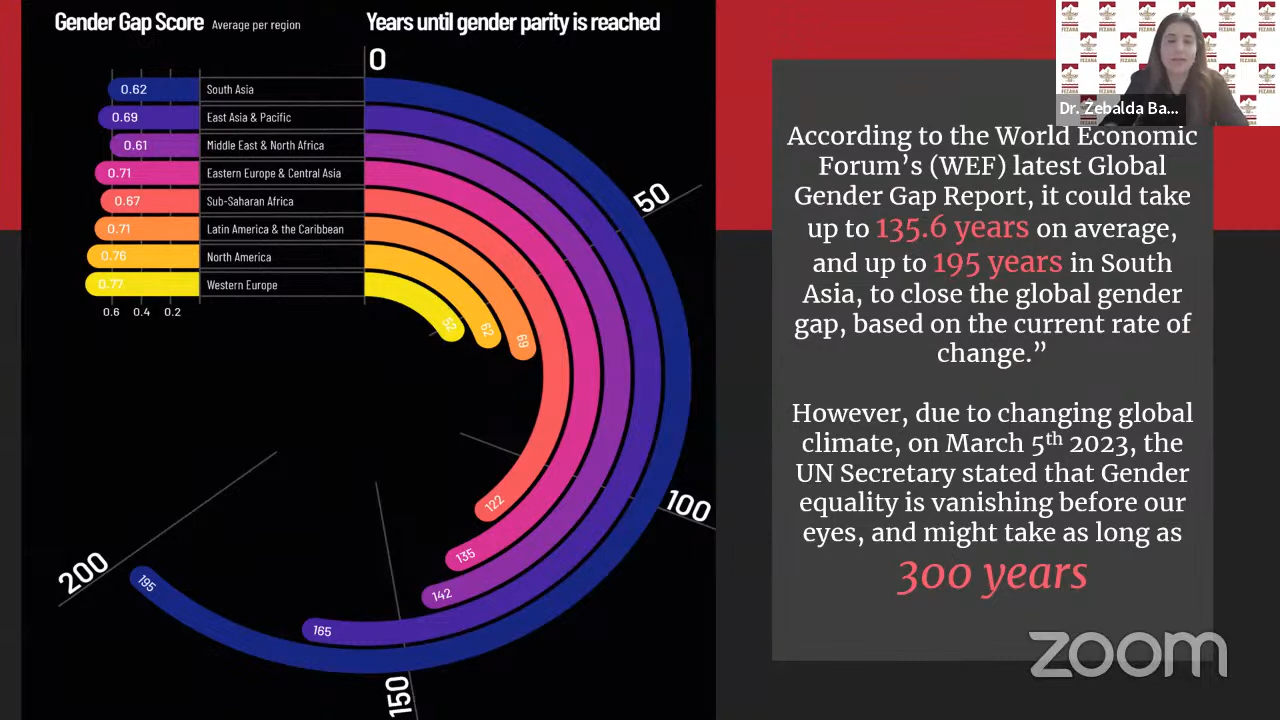 Gender Gap Score Average per region
Years until gender parity is reached
0
0.62 South Asia
0.69 East Asia & Pacific
0.61 Middle East & North Africa
0.71 Eastern Europe & Central Asia
0.67 Sub-Saharan Africa
0.71 Latin America & the Caribbean
0.76 North America
0.77 Western Europe
0.6 0.4 0.2
50
100
150
200
52
62
69
122
135
142
165
195
FEZANA
Dr. Zebalda Ba...
According to the World Economic
Forum’s (WEF) latest Global
Gender Gap Report, it could take
up to 135.6 years on average,
and up to 195 years in South
Asia, to close the global gender
gap, based on the current rate of
change.”
However, due to changing global
climate, on March 5th 2023, the
UN Secretary stated that Gender
equality is vanishing before our
eyes, and might take as long as
300 years
zoom